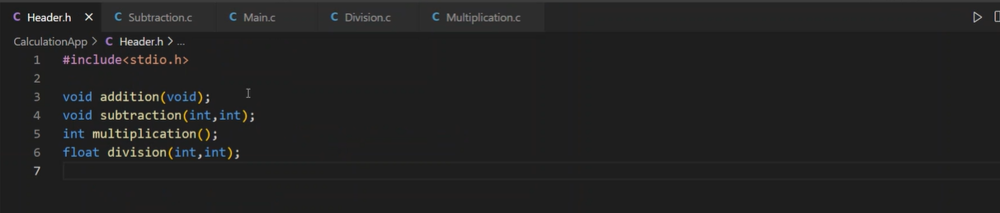 C Header.h × C Subtraction.c C Main.c C Division.c C Multiplication.c
CalculationApp > C Header.h > ...
1 #include<stdio.h>
2
3 void addition(void);
4 void subtraction(int,int);
5 int multiplication();
6 float division(int,int);
7